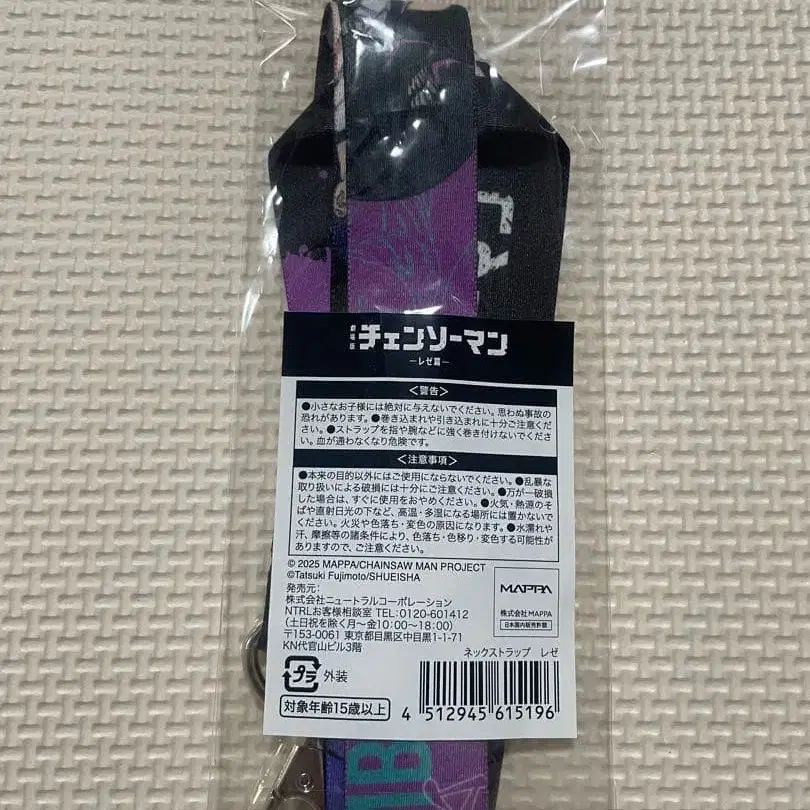 劇場版 チェンソーマン
ーレゼ篇ー
＜警告＞
●小さなお子様には絶対に与えないでください。思わぬ事故の
恐れがあります。●巻き込まれや引き込まれに十分ご注意くださ
い。●ストラップを指や腕などに強く巻き付けないでくださ
い。血が通わなくなり危険です。
＜注意事項＞
●本来の目的以外にはご使用にならないでください。●乱暴な
取り扱いによる破損には十分にご注意ください。●万が一破損
した場合は、すぐに使用をおやめください。●火気・熱源のそ
ばや直射日光の下など、高温・多湿になる場所には置かないで
ください。火災や色落ち・変色の原因になります。●水濡れや
汗、摩擦等の諸条件により、色落ち・色移り・変色する可能性が
ありますので、ご注意ください。
© 2025 MAPPA/CHAINSAW MAN PROJECT
©Tatsuki Fujimoto/SHUEISHA
発売元:
株式会社ニュートラルコーポレーション
NTRLお客様相談室 TEL:0120-601412
(土日祝を除く月〜金10:00〜18:00)
〒153-0061 東京都目黒区中目黒1-1-71
KN代官山ビル3階
MAPPA
株式会社MAPPA
日本国内販売許諾
プラ 外装
対象年齢15歳以上
ネックストラップ レゼ
4 512945 615196